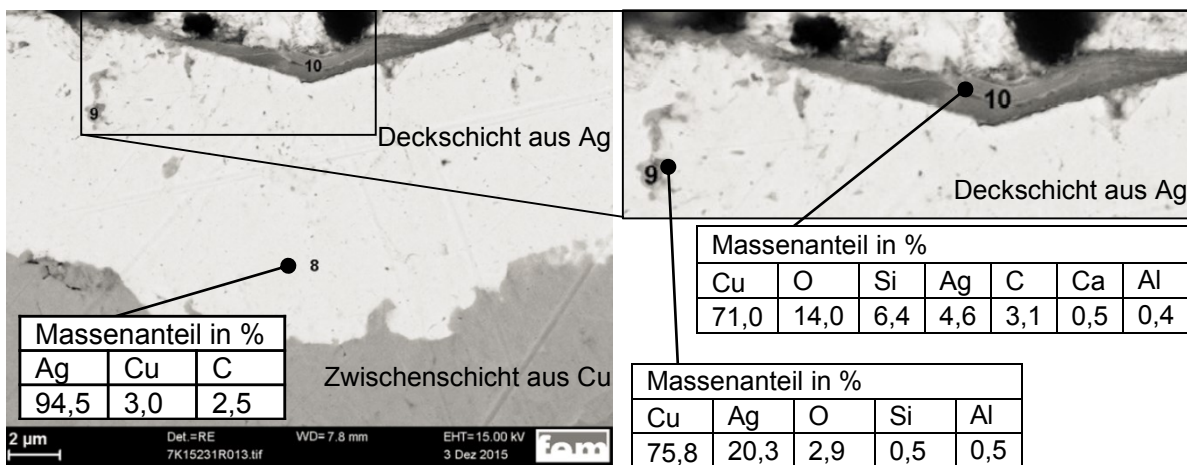 10
9
Deckschicht aus Ag
8
Massenanteil in %
Ag Cu C
94,5 3,0 2,5
Zwischenschicht aus Cu
2 µm Det.=RE WD= 7.8 mm EHT=15.00 kV fem
7K15231R013.tif 3 Dez 2015
10
9
Deckschicht aus Ag
Massenanteil in %
Cu O Si Ag C Ca Al
71,0 14,0 6,4 4,6 3,1 0,5 0,4
Massenanteil in %
Cu Ag O Si Al
75,8 20,3 2,9 0,5 0,5